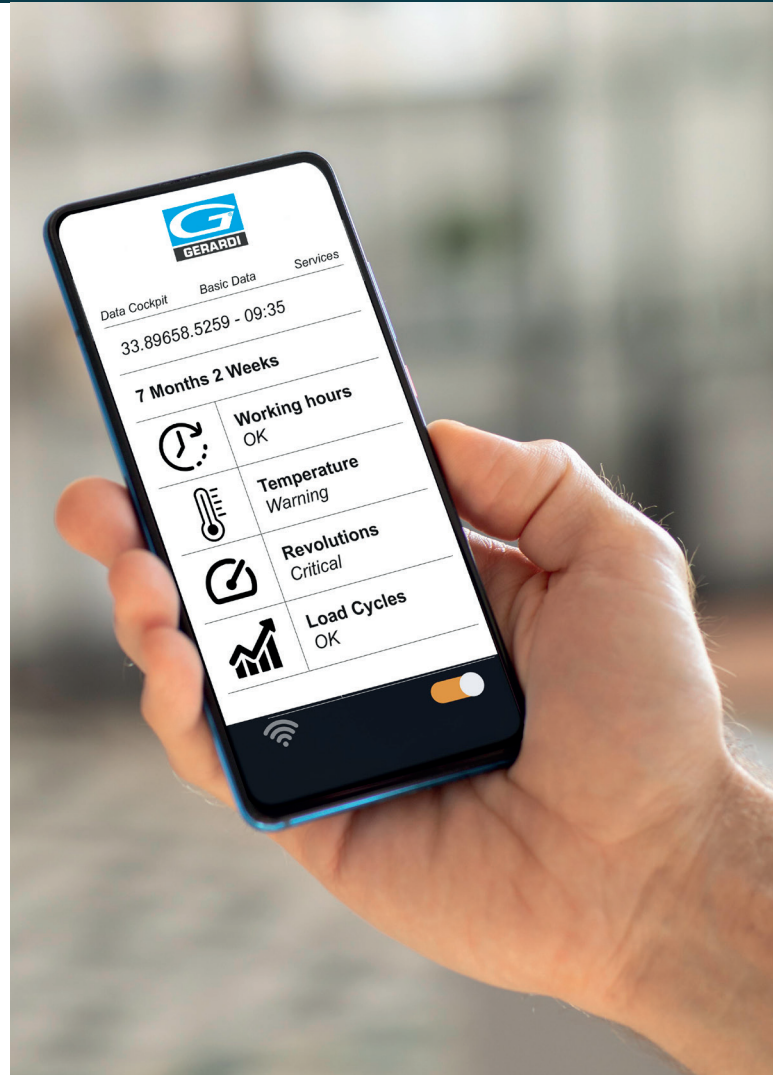 G
GERARDI
Data Cockpit Basic Data Services
33.89658.5259 - 09:35
7 Months 2 Weeks
Working hours
OK
Temperature
Warning
Revolutions
Critical
Load Cycles
OK